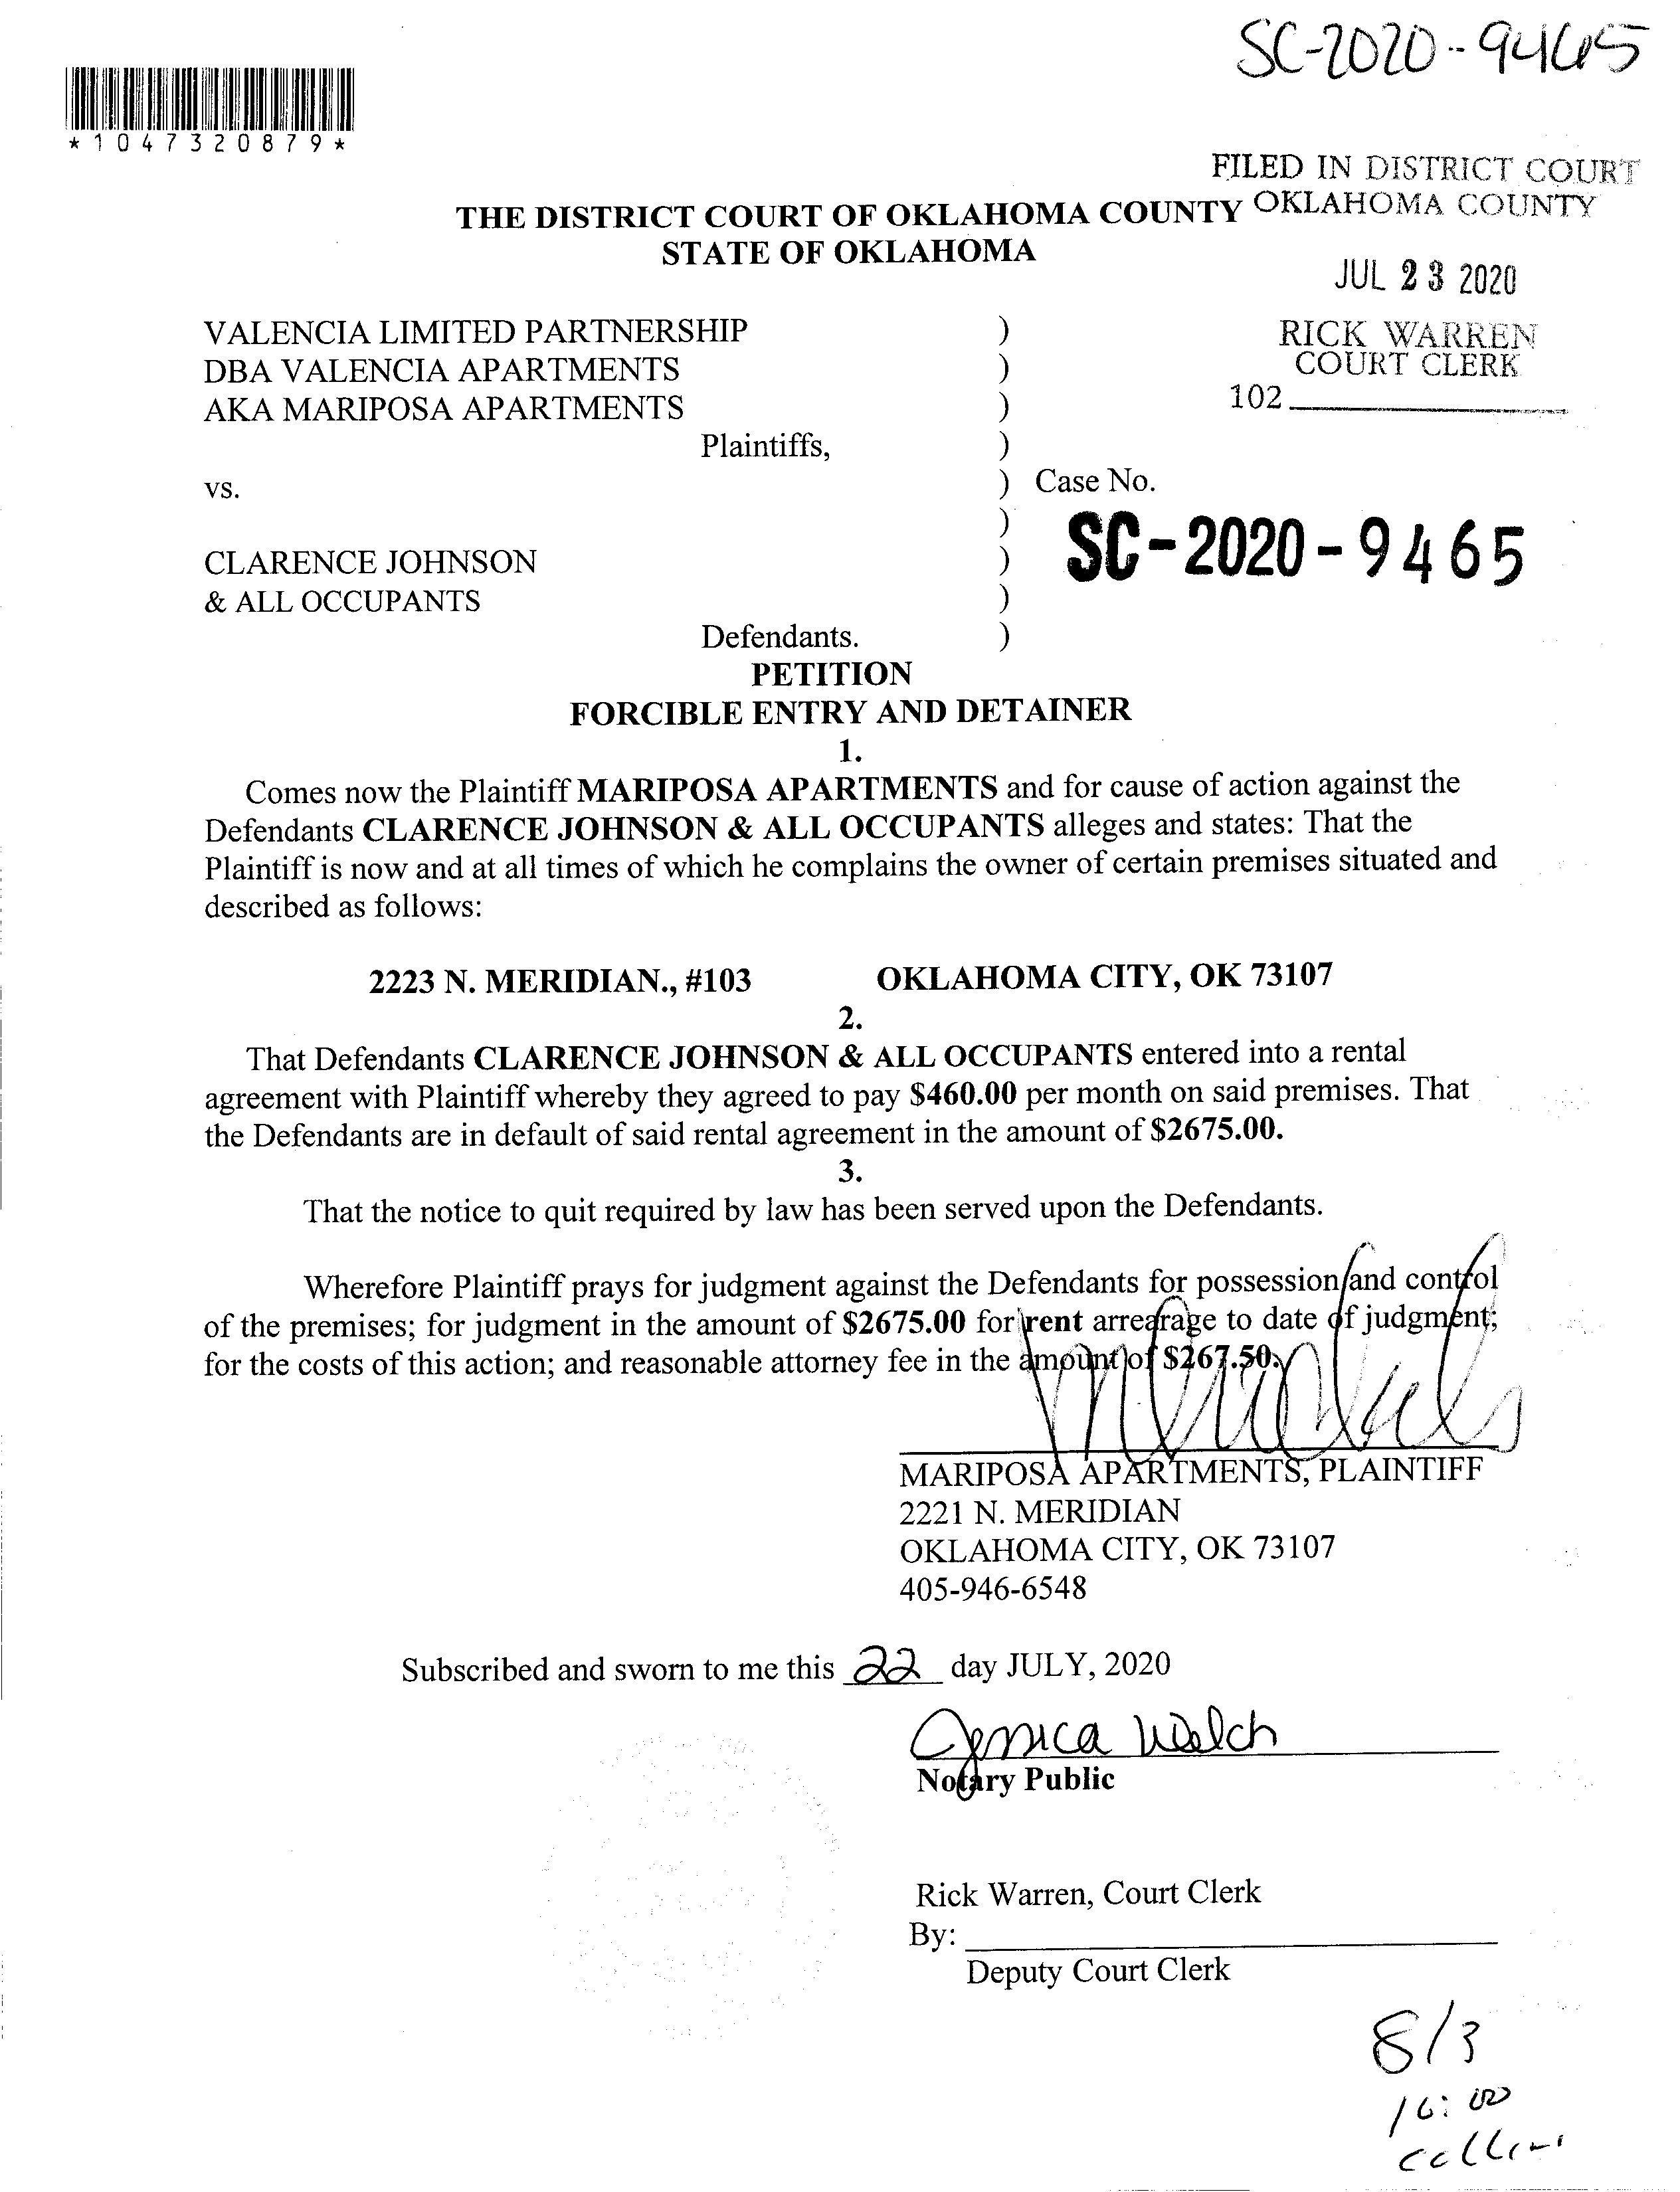 SC-2020-9465
*1047320879*
FILED IN DISTRICT COURT
OKLAHOMA COUNTY
THE DISTRICT COURT OF OKLAHOMA COUNTY
STATE OF OKLAHOMA
JUL 23 2020
VALENCIA LIMITED PARTNERSHIP )
RICK WARREN
COURT CLERK
DBA VALENCIA APARTMENTS )
102
AKA MARIPOSA APARTMENTS )
Plaintiffs, )
vs. ) Case No.
)
SC-2020-9465
CLARENCE JOHNSON )
& ALL OCCUPANTS )
Defendants. )
PETITION
FORCIBLE ENTRY AND DETAINER
1.
Comes now the Plaintiff MARIPOSA APARTMENTS and for cause of action against the
Defendants CLARENCE JOHNSON & ALL OCCUPANTS alleges and states: That the
Plaintiff is now and at all times of which he complains the owner of certain premises situated and
described as follows:
2223 N. MERIDIAN., #103 OKLAHOMA CITY, OK 73107
2.
That Defendants CLARENCE JOHNSON & ALL OCCUPANTS entered into a rental
agreement with Plaintiff whereby they agreed to pay $460.00 per month on said premises. That
the Defendants are in default of said rental agreement in the amount of $2675.00.
3.
That the notice to quit required by law has been served upon the Defendants.
Wherefore Plaintiff prays for judgment against the Defendants for possession and control
of the premises; for judgment in the amount of $2675.00 for rent arrearage to date of judgment;
for the costs of this action; and reasonable attorney fee in the amount of $267.50.
MARIPOSA APARTMENTS, PLAINTIFF
2221 N. MERIDIAN
OKLAHOMA CITY, OK 73107
405-946-6548
Subscribed and sworn to me this 22 day JULY, 2020
Jessica Welch
Notary Public
Rick Warren, Court Clerk
By:
Deputy Court Clerk
8/3